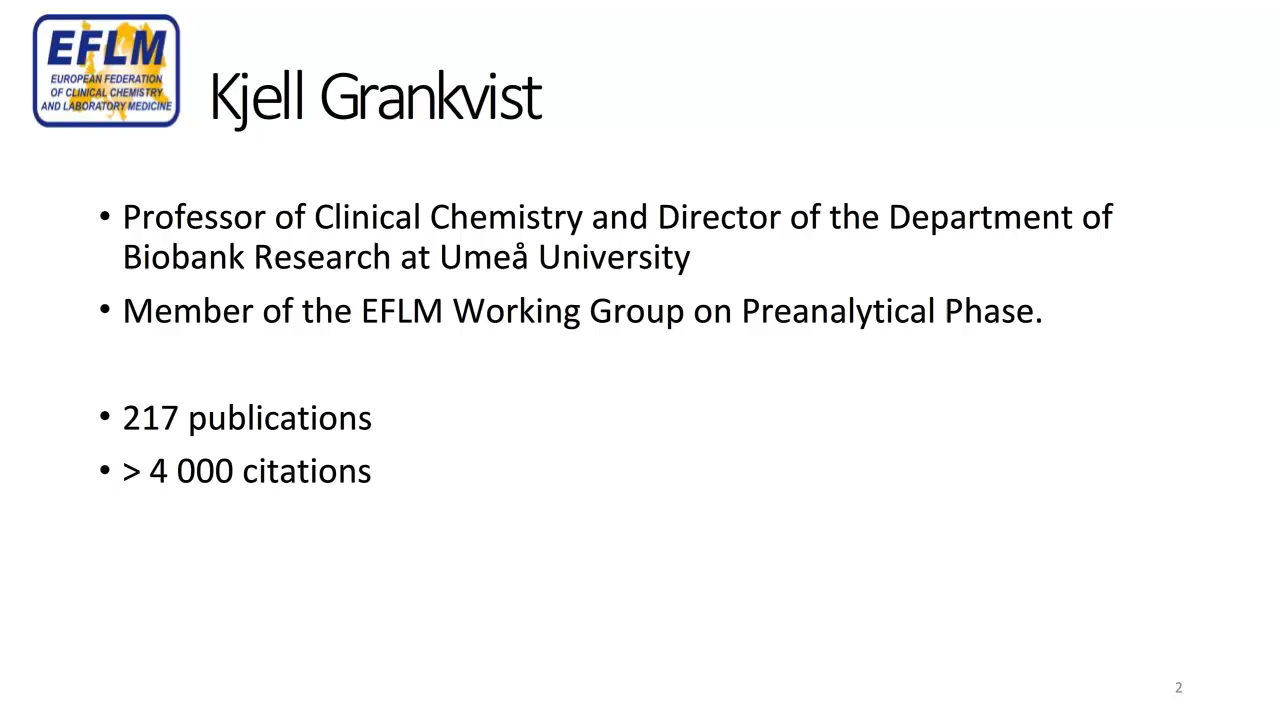 EFLM
EUROPEAN FEDERATION
OF CLINICAL CHEMISTRY
AND LABORATORY MEDICINE
Kjell Grankvist
• Professor of Clinical Chemistry and Director of the Department of
Biobank Research at Umeå University
• Member of the EFLM Working Group on Preanalytical Phase.
• 217 publications
• > 4 000 citations
2